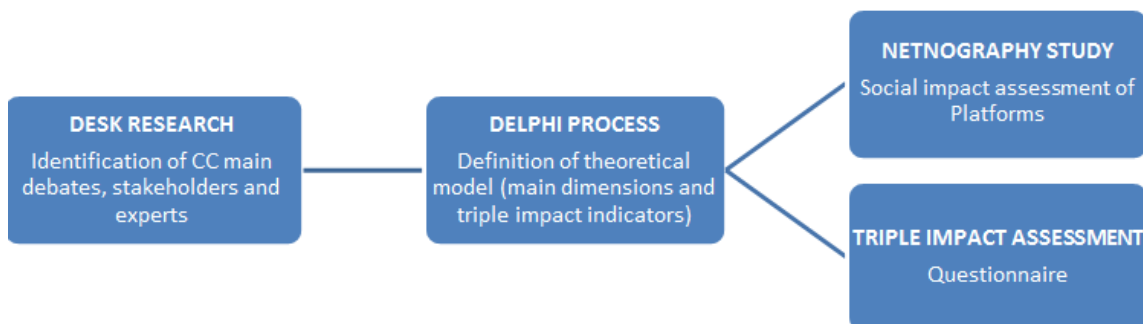 DESK RESEARCH
Identification of CC main
debates, stakeholders and
experts
DELPHI PROCESS
Definition of theoretical
model (main dimensions and
triple impact indicators)
NETNOGRAPHY STUDY
Social impact assessment of
Platforms
TRIPLE IMPACT ASSESSMENT
Questionnaire